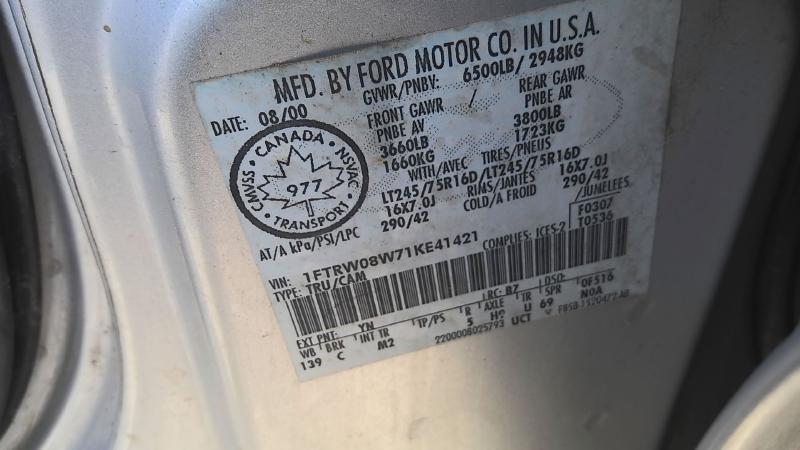 MFD. BY FORD MOTOR CO. IN U.S.A.
DATE: 08/00 GVWR/PNBV: 6500LB/ 2948KG
FRONT GAWR / REAR GAWR
PNBE AV PNBE AR
3660LB 3800LB
1660KG 1723KG
WITH/AVEC TIRES/PNEUS
LT245/75R16D/LT245/75R16D
16X7.0J RIMS/JANTES 16X7.0J
AT/A kPa/PSI/LPC 290/42 COLD/A FROID 290/42
/JUMELEES
CANADA
CMVSS NSVAC
977
TRANSPORT
VIN: 1FTRW08W71KE41421 COMPLIES: ICES-2 F0307
TYPE: TRU/CAM T0536
EXT PNT: YN RC: B7 DSO: 0F516
WB BRK INT TR TP/PS R AXLE TR SPR
139 C M2 5 H9 U 69 N0A
2200008025793 UCT